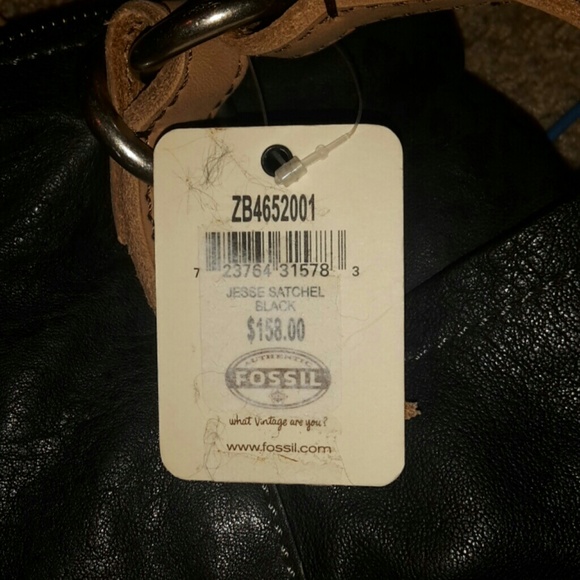 ZB4652001
7 23764 31578 3
JESSE SATCHEL
BLACK
$158.00
AUTHENTIC
FOSSIL
what Vintage are you?
www.fossil.com